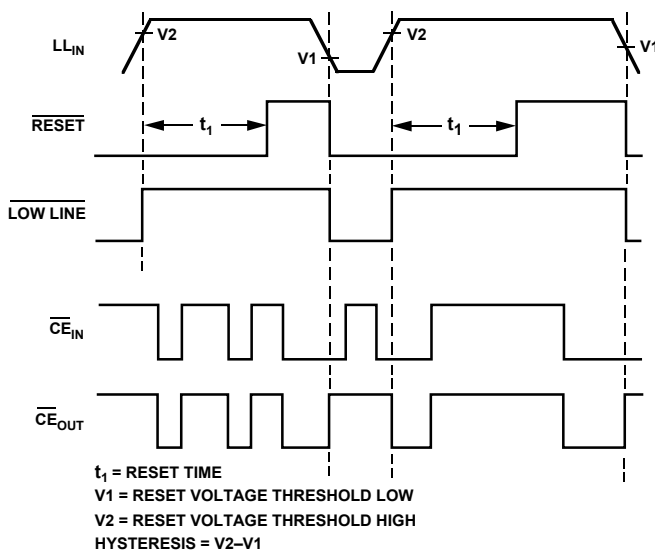 LL_IN V2 V1 V2 V1
RESET t1 t1
LOW LINE
CE_IN
CE_OUT
t1 = RESET TIME
V1 = RESET VOLTAGE THRESHOLD LOW
V2 = RESET VOLTAGE THRESHOLD HIGH
HYSTERESIS = V2–V1